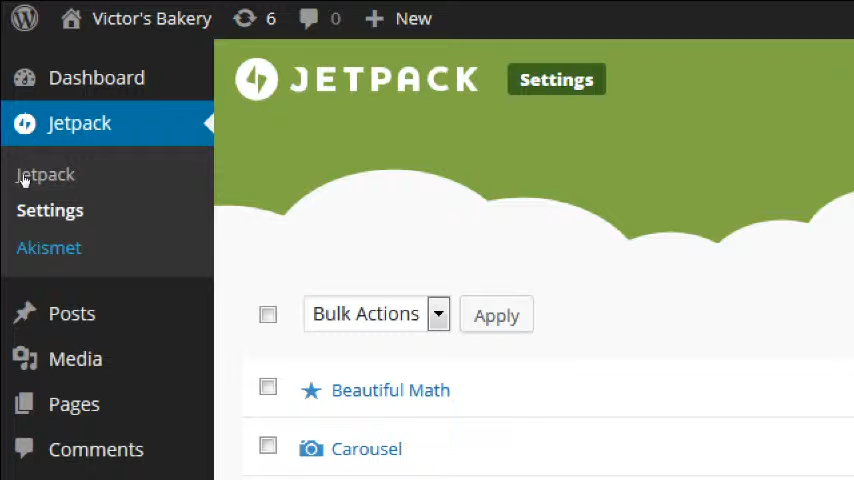 Victor's Bakery 6 0 New
Dashboard
Jetpack
Jetpack
Settings
Akismet
Posts
Media
Pages
Comments
JETPACK Settings
Bulk Actions Apply
Beautiful Math
Carousel